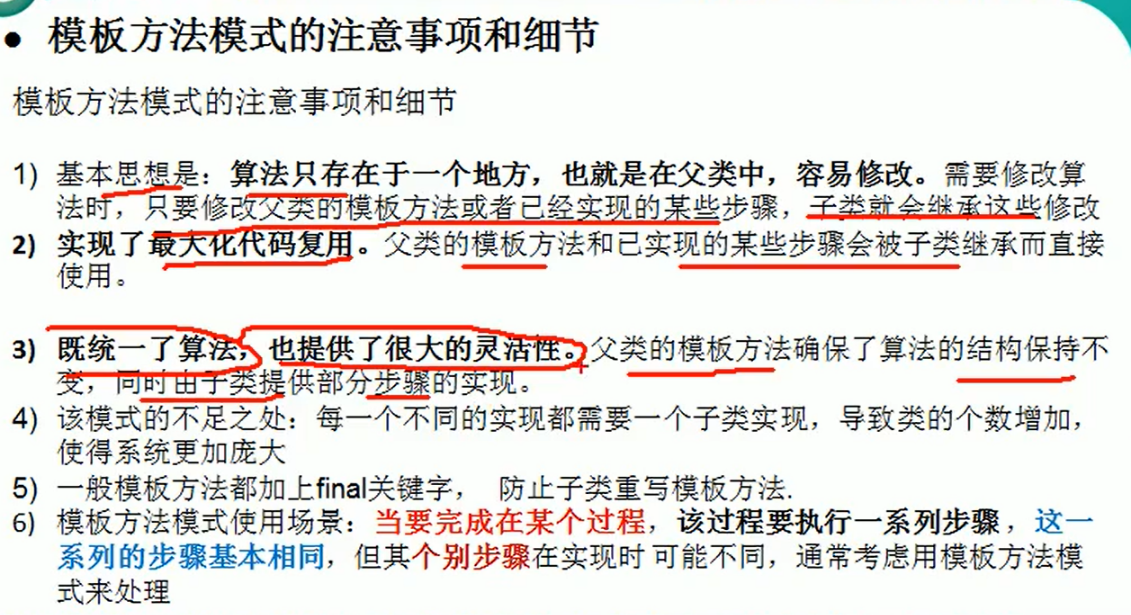 ● 模板方法模式的注意事项和细节
模板方法模式的注意事项和细节
1) 基本思想是：算法只存在于一个地方，也就是在父类中，容易修改。需要修改算
法时，只要修改父类的模板方法或者已经实现的某些步骤，子类就会继承这些修改
2) 实现了最大化代码复用。父类的模板方法和已实现的某些步骤会被子类继承而直接
使用。
3) 既统一了算法，也提供了很大的灵活性。父类的模板方法确保了算法的结构保持不
变，同时由子类提供部分步骤的实现。
4) 该模式的不足之处：每一个不同的实现都需要一个子类实现，导致类的个数增加，
使得系统更加庞大
5) 一般模板方法都加上final关键字， 防止子类重写模板方法.
6) 模板方法模式使用场景：当要完成在某个过程，该过程要执行一系列步骤 ，这一
系列的步骤基本相同，但其个别步骤在实现时 可能不同，通常考虑用模板方法模
式来处理